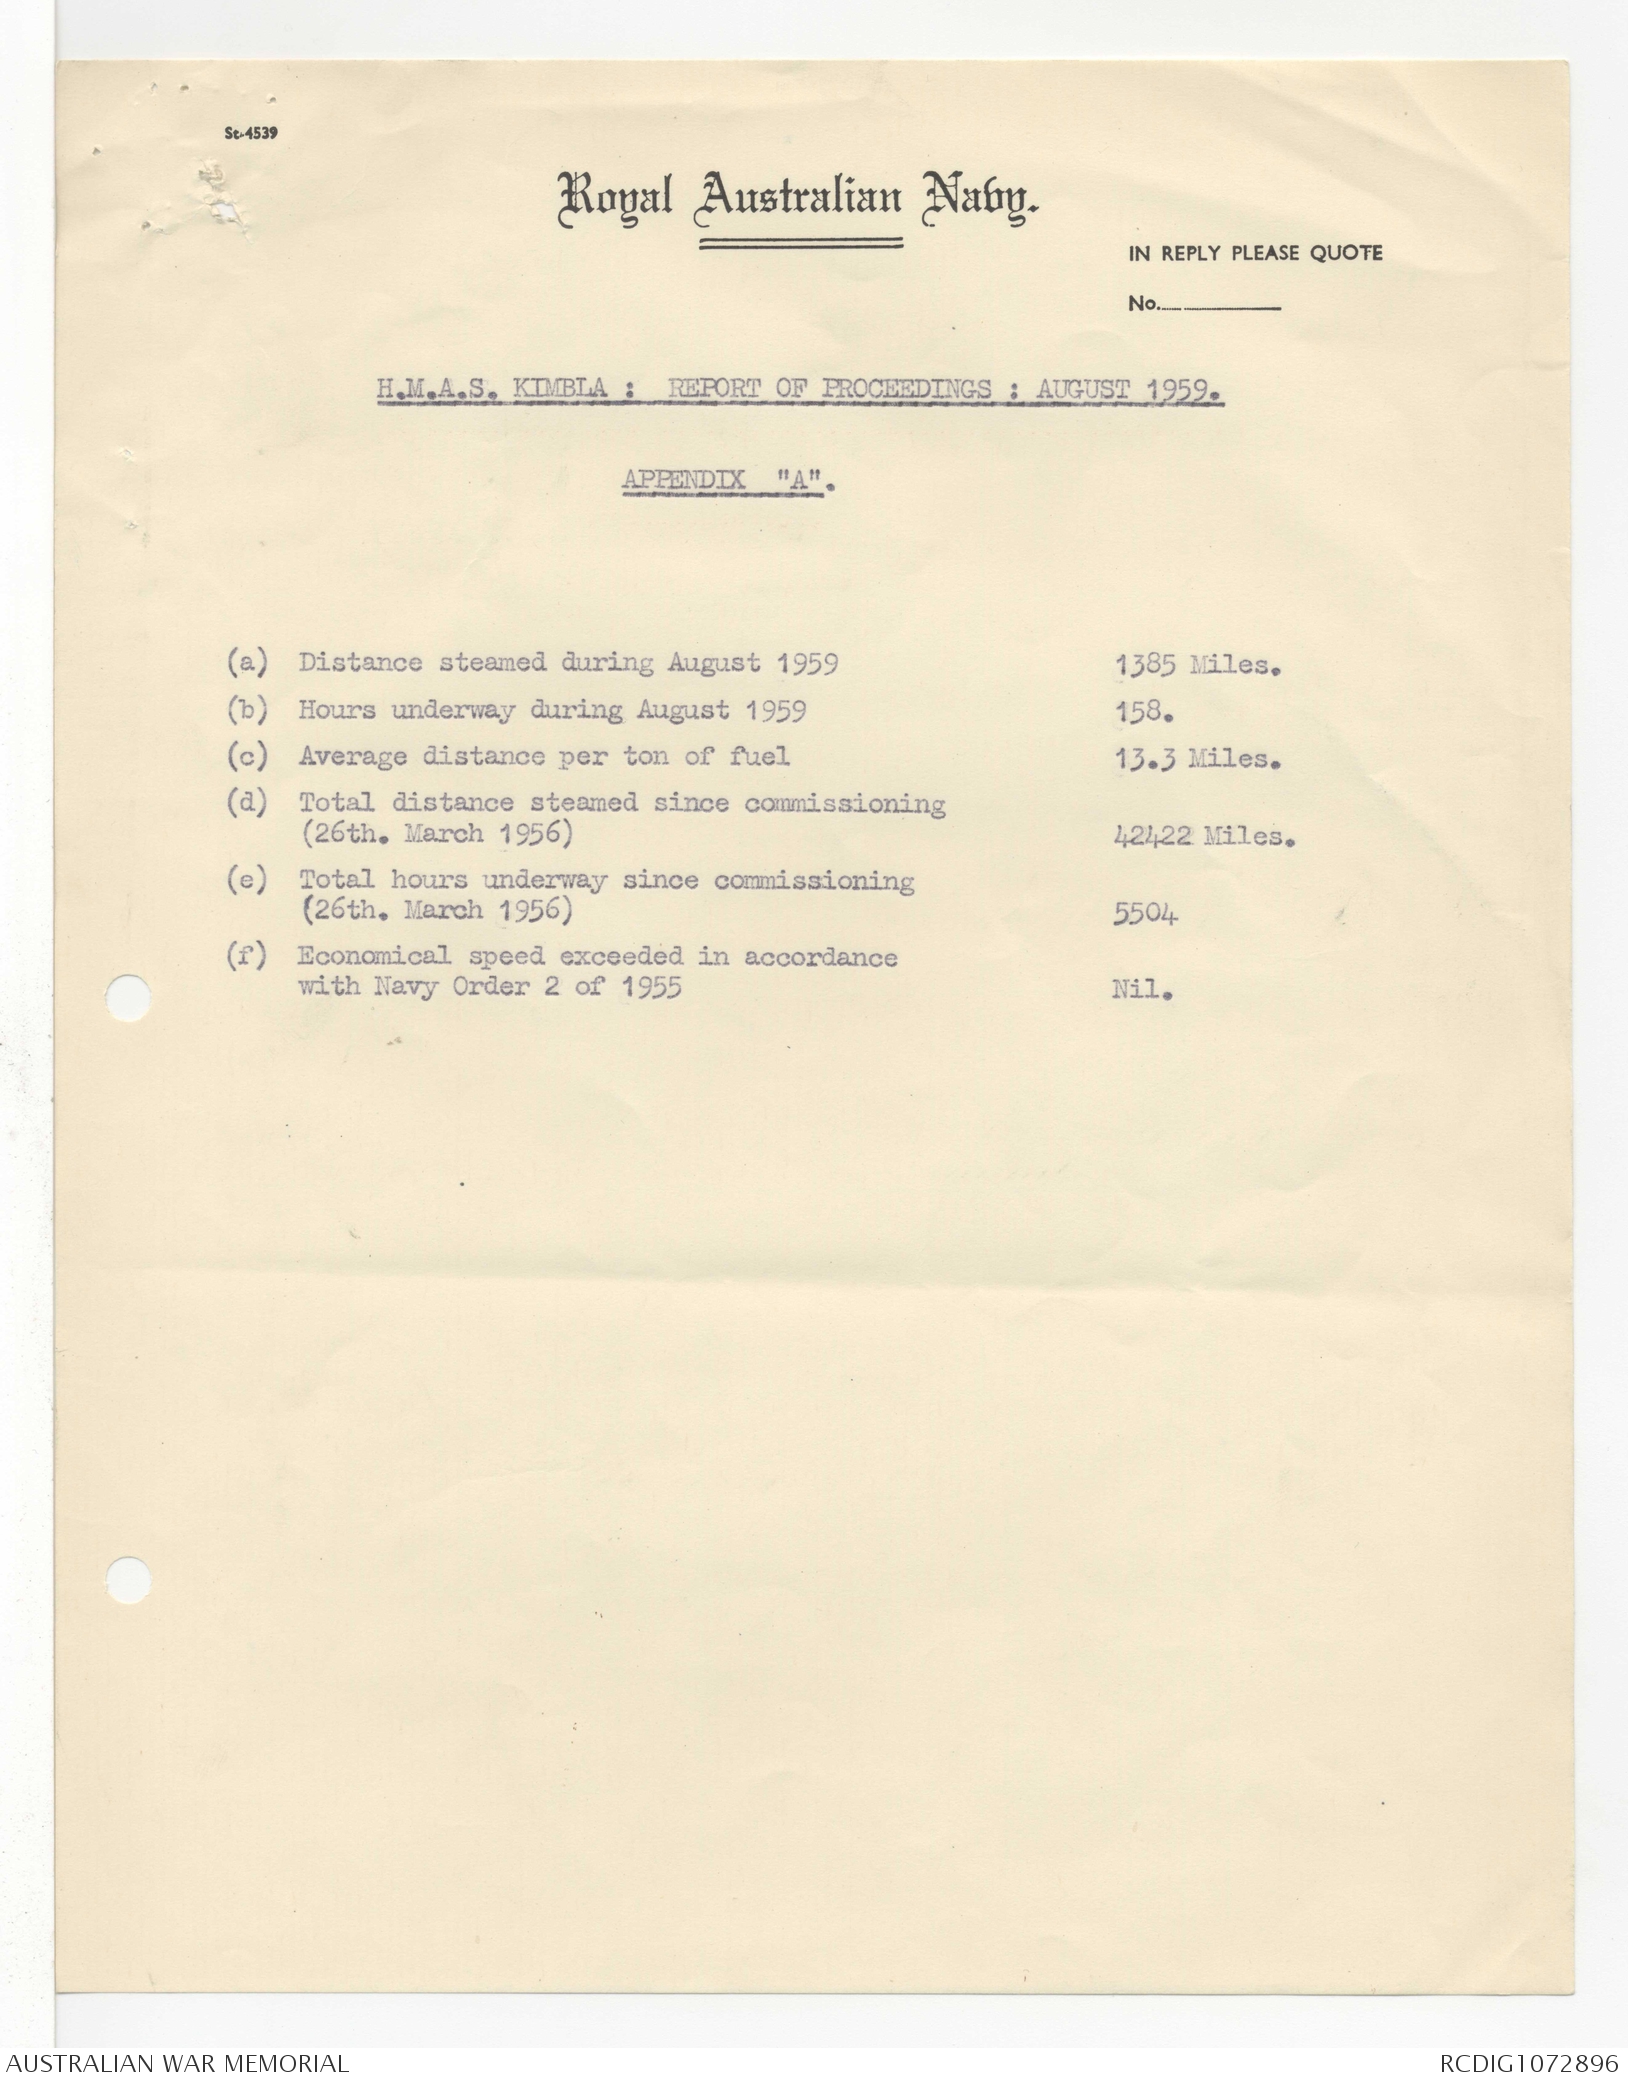 St.4539
Royal Australian Navy.
IN REPLY PLEASE QUOTE
No.
H.M.A.S. KIMBLA : REPORT OF PROCEEDINGS : AUGUST 1959.
APPENDIX "A".
(a) Distance steamed during August 1959 1385 Miles.
(b) Hours underway during August 1959 158.
(c) Average distance per ton of fuel 13.3 Miles.
(d) Total distance steamed since commissioning
(26th. March 1956) 42422 Miles.
(e) Total hours underway since commissioning
(26th. March 1956) 5504
(f) Economical speed exceeded in accordance
with Navy Order 2 of 1955 Nil.
AUSTRALIAN WAR MEMORIAL
RCDIG1072896